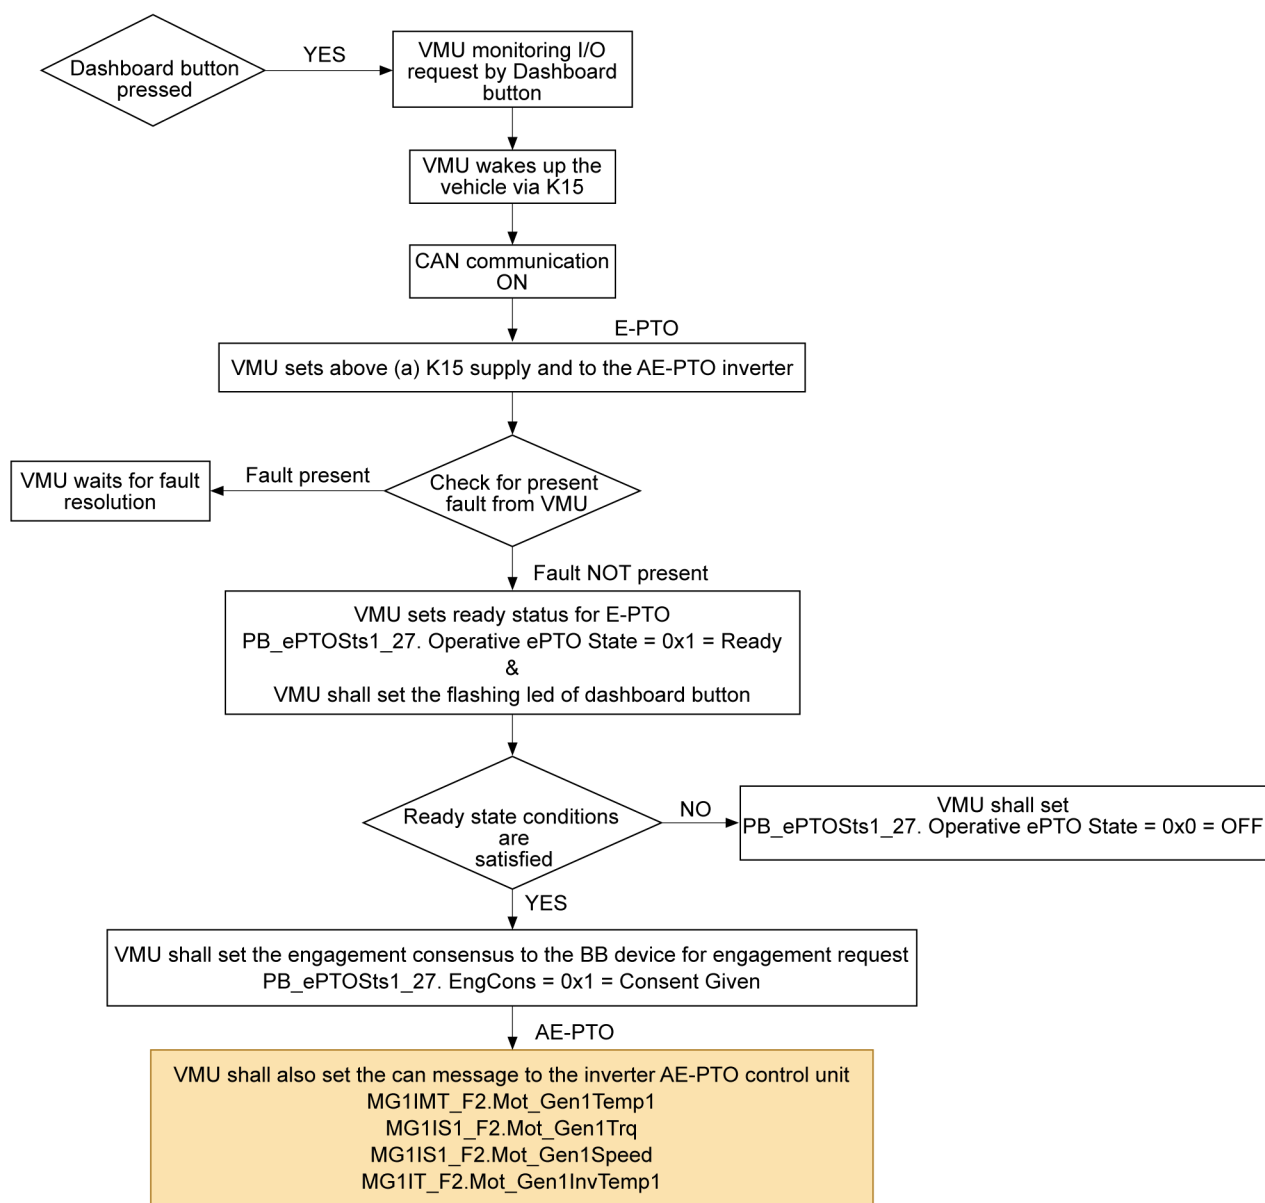 Dashboard button
pressed
YES
VMU monitoring I/O
request by Dashboard
button
VMU wakes up the
vehicle via K15
CAN communication
ON
E-PTO
VMU sets above (a) K15 supply and to the AE-PTO inverter
Check for present
fault from VMU
Fault present
VMU waits for fault
resolution
Fault NOT present
VMU sets ready status for E-PTO
PB_ePTOSts1_27. Operative ePTO State = 0x1 = Ready
&
VMU shall set the flashing led of dashboard button
Ready state conditions
are
satisfied
NO
VMU shall set
PB_ePTOSts1_27. Operative ePTO State = 0x0 = OFF
YES
VMU shall set the engagement consensus to the BB device for engagement request
PB_ePTOSts1_27. EngCons = 0x1 = Consent Given
AE-PTO
VMU shall also set the can message to the inverter AE-PTO control unit
MG1IMT_F2.Mot_Gen1Temp1
MG1IS1_F2.Mot_Gen1Trq
MG1IS1_F2.Mot_Gen1Speed
MG1IT_F2.Mot_Gen1InvTemp1